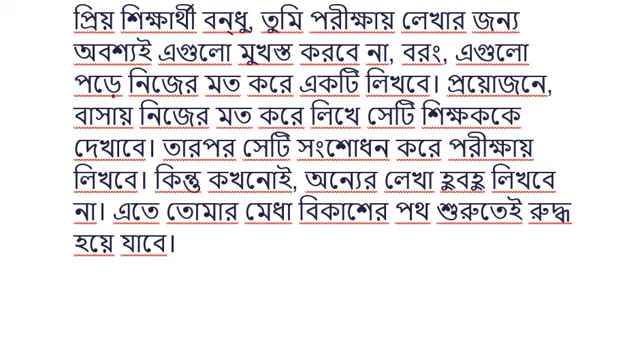 প্রিয় শিক্ষার্থী বন্ধু, তুমি পরীক্ষায় লেখার জন্য
অবশ্যই এগুলো মুখস্ত করবে না, বরং, এগুলো
পড়ে নিজের মত করে একটি লিখবে। প্রয়োজনে,
বাসায় নিজের মত করে লিখে সেটি শিক্ষককে
দেখাবে। তারপর সেটি সংশোধন করে পরীক্ষায়
লিখবে। কিন্তু কখনোই, অন্যের লেখা হুবহু লিখবে
না। এতে তোমার মেধা বিকাশের পথ শুরুতেই রুদ্ধ
হয়ে যাবে।